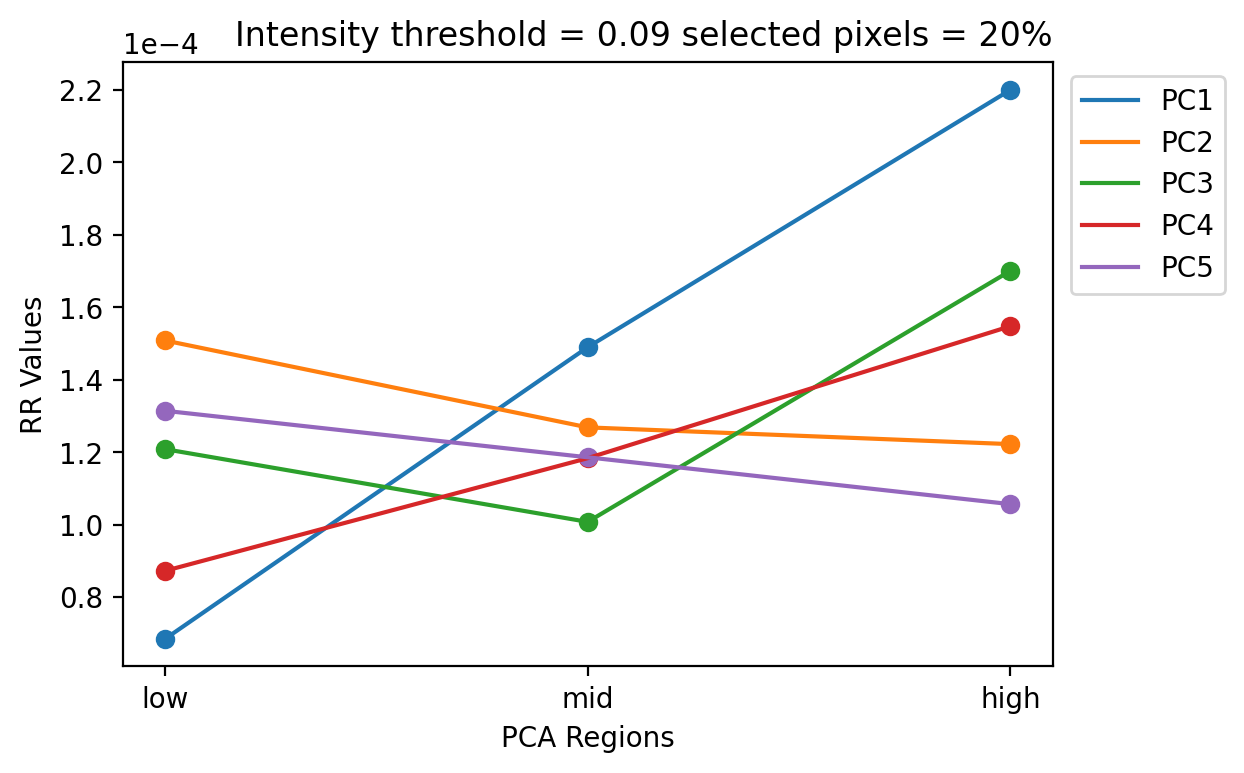 Intensity threshold = 0.09 selected pixels = 20%
1e−4
2.2
2.0
1.8
1.6
1.4
1.2
1.0
0.8
RR Values
low mid high
PCA Regions
PC1
PC2
PC3
PC4
PC5